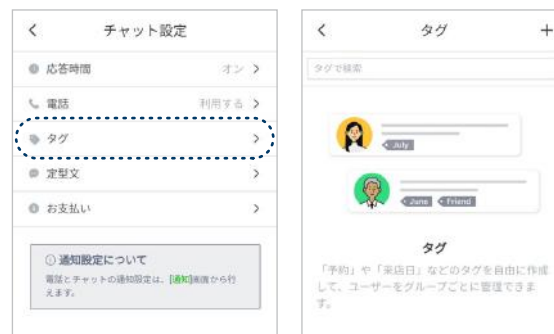 チャット設定
応答時間 オン
電話 利用する
タグ
定型文
お支払い
通知設定について
電話とチャットの通知設定は、[通知]画面から行
えます。
タグ
タグで検索
July
June Friend
タグ
「予約」や「来店日」などのタグを自由に作成
して、ユーザーをグループごとに管理できま
す。